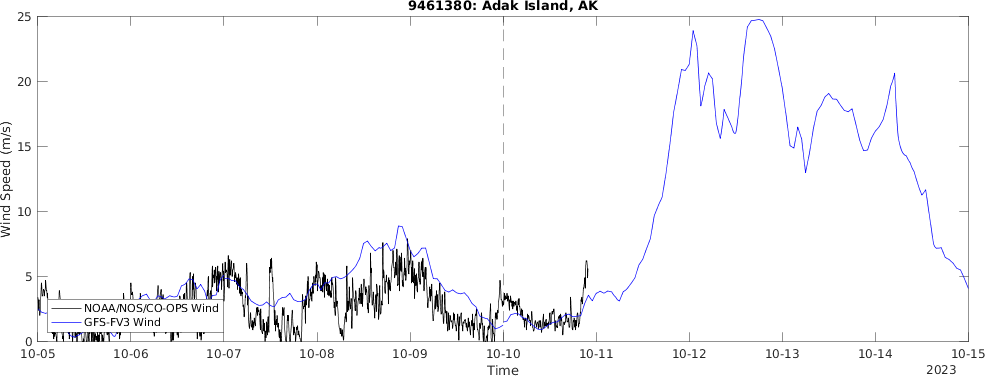 9461380: Adak Island, AK
Wind Speed (m/s)
25
20
15
10
5
0
NOAA/NOS/CO-OPS Wind
GFS-FV3 Wind
10-05 10-06 10-07 10-08 10-09 10-10 10-11 10-12 10-13 10-14 10-15
Time
2023